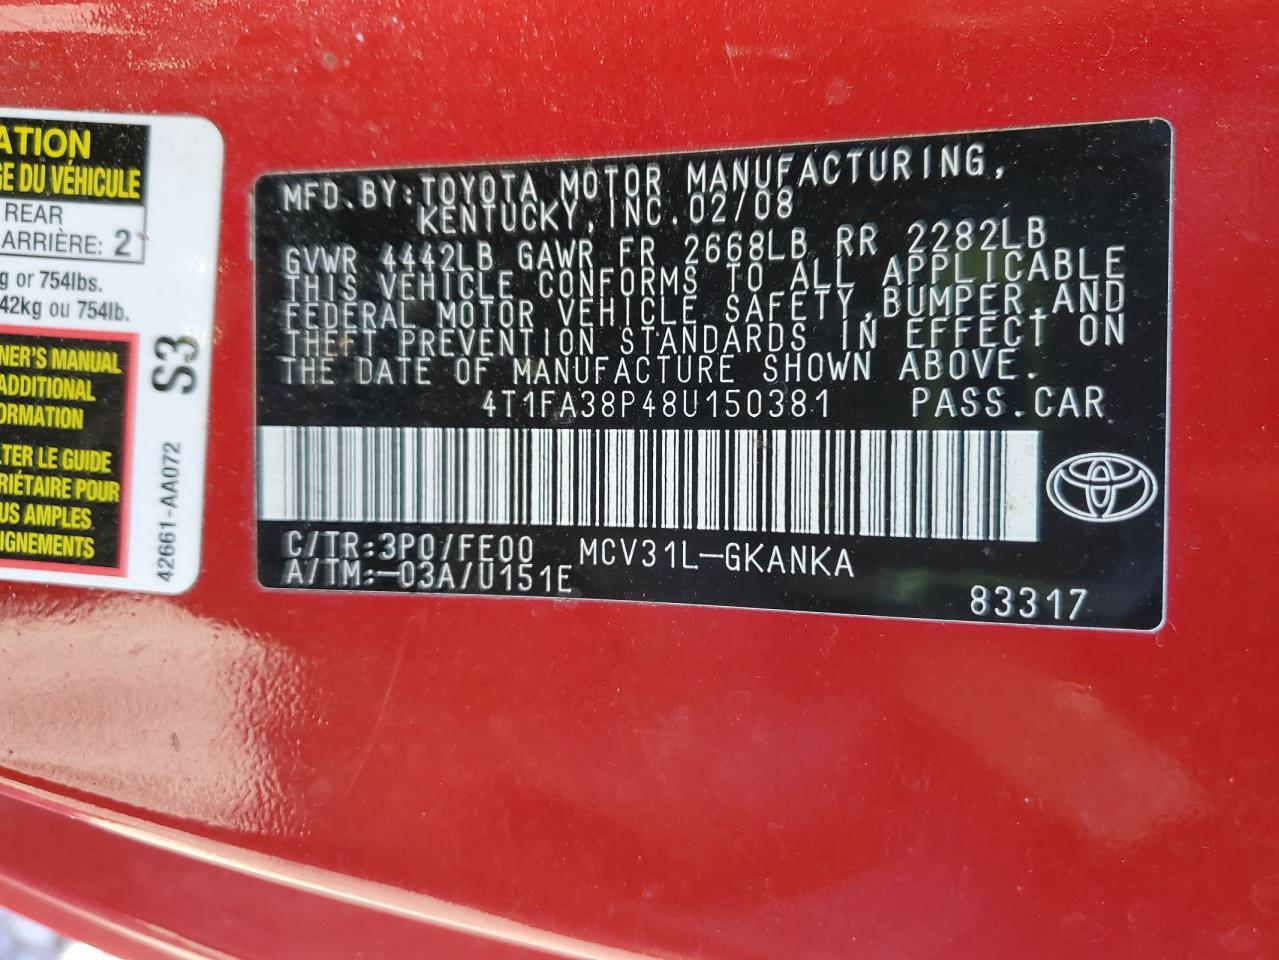 ATION
GE DU VÉHICULE
REAR
ARRIÈRE: 2
g or 754lbs.
42kg ou 754lb.
NER'S MANUAL
ADDITIONAL
ORMATION
LTER LE GUIDE
RIÉTAIRE POUR
US AMPLES
IGNEMENTS
S3
42661-AA072
MFD.BY:TOYOTA MOTOR MANUFACTURING,
KENTUCKY,INC.02/08
GVWR 4442LB GAWR FR 2668LB RR 2282LB
THIS VEHICLE CONFORMS TO ALL APPLICABLE
FEDERAL MOTOR VEHICLE SAFETY,BUMPER,AND
THEFT PREVENTION STANDARDS IN EFFECT ON
THE DATE OF MANUFACTURE SHOWN ABOVE.
4T1FA38P48U150381 PASS.CAR
C/TR:3P0/FE00 MCV31L-GKANKA
A/TM:-03A/U151E
83317